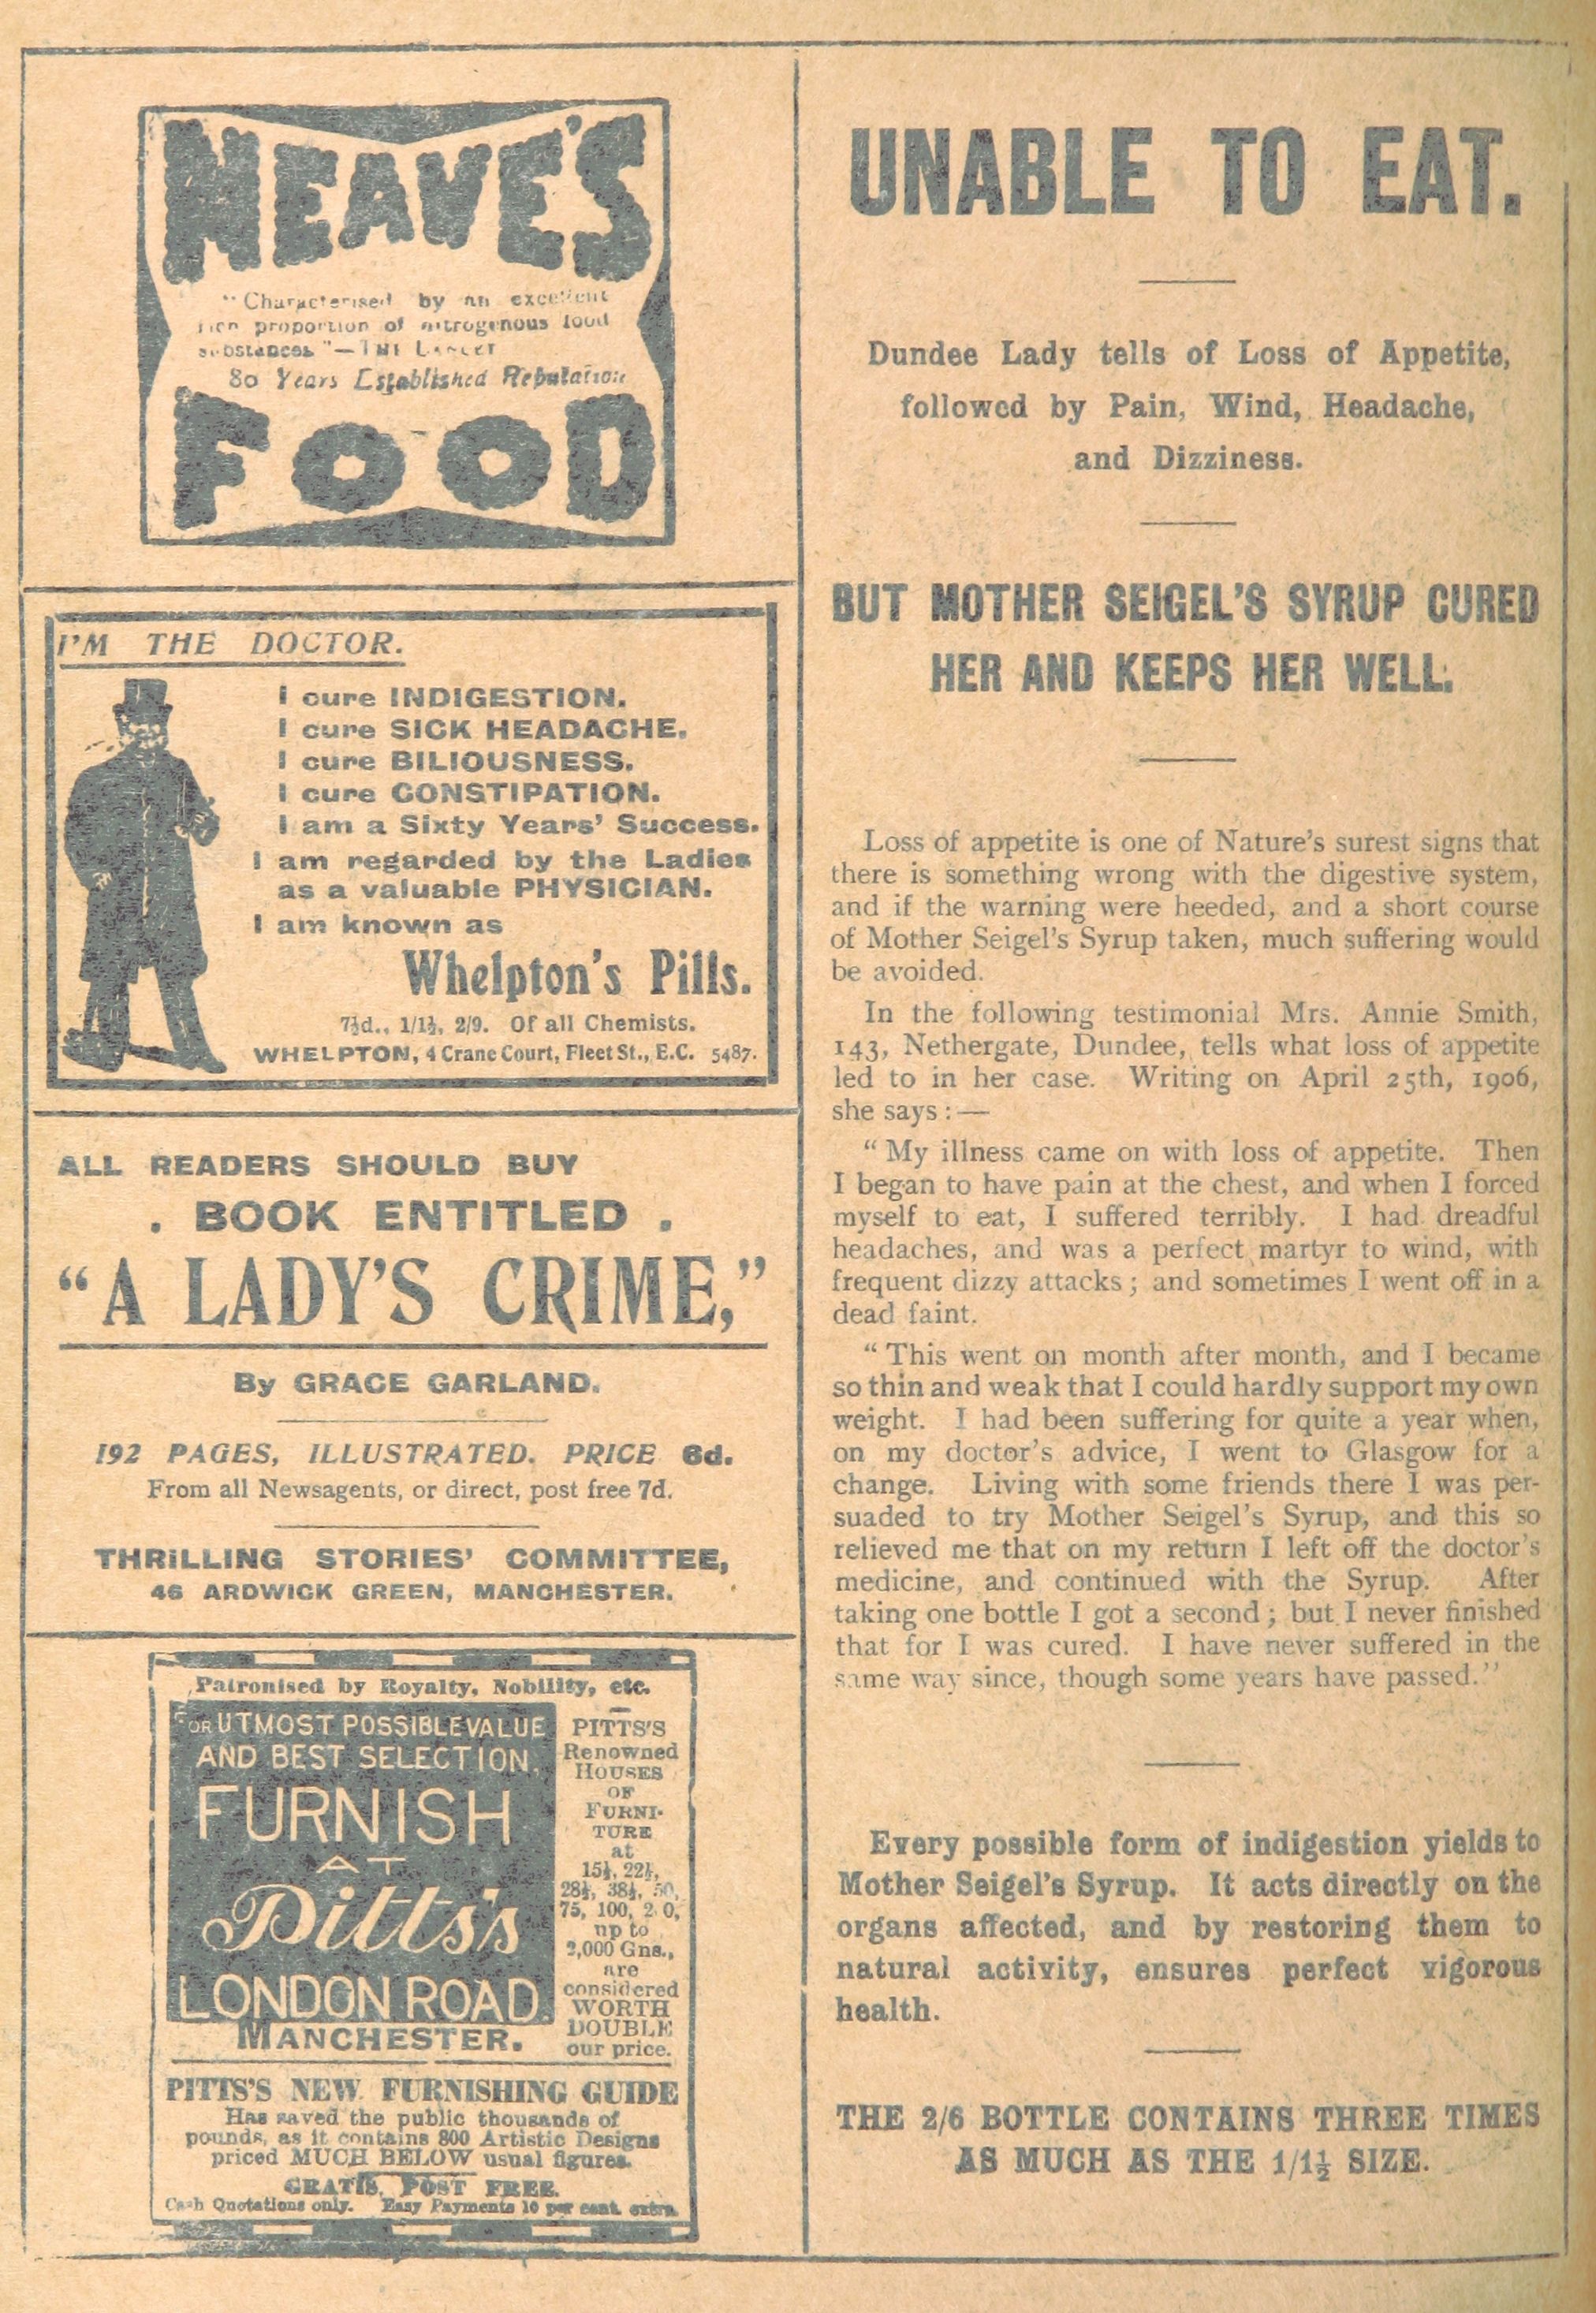 NEAVE'S
"Characterised by an excellent
rich proportion of nitrogenous food
substances"—THE LANCET
80 Years Established Reputation
FOOD
I'M THE DOCTOR.
I cure INDIGESTION.
I cure SICK HEADACHE.
I cure BILIOUSNESS.
I cure CONSTIPATION.
I am a Sixty Years' Success.
I am regarded by the Ladies
as a valuable PHYSICIAN.
I am known as
Whelpton's Pills.
7½d., 1/1½, 2/9. Of all Chemists.
WHELPTON, 4 Crane Court, Fleet St., E.C. 5487.
ALL READERS SHOULD BUY
. BOOK ENTITLED .
"A LADY'S CRIME,"
By GRACE GARLAND.
192 PAGES, ILLUSTRATED. PRICE 6d.
From all Newsagents, or direct, post free 7d.
THRILLING STORIES' COMMITTEE,
46 ARDWICK GREEN, MANCHESTER.
Patronised by Royalty, Nobility, etc.
FOR UTMOST POSSIBLE VALUE
AND BEST SELECTION,
FURNISH
AT
Pitts's
LONDON ROAD
MANCHESTER.
PITTS'S
Renowned
HOUSES
OF
FURNI-
TURE
at
15½, 22½,
28½, 38½, 50,
75, 100,
up to
2,000 Gns.,
are
considered
WORTH
DOUBLE
our price.
PITTS'S NEW FURNISHING GUIDE
Has saved the public thousands of
pounds, as it contains 800 Artistic Designs
priced MUCH BELOW usual figures.
GRATIS, POST FREE.
Cash Quotations only. Easy Payments 10 per cent. extra.
UNABLE TO EAT.
Dundee Lady tells of Loss of Appetite,
followed by Pain, Wind, Headache,
and Dizziness.
BUT MOTHER SEIGEL'S SYRUP CURED
HER AND KEEPS HER WELL.
Loss of appetite is one of Nature's surest signs that
there is something wrong with the digestive system,
and if the warning were heeded, and a short course
of Mother Seigel's Syrup taken, much suffering would
be avoided.
In the following testimonial Mrs. Annie Smith,
143, Nethergate, Dundee, tells what loss of appetite
led to in her case. Writing on April 25th, 1906,
she says:—
"My illness came on with loss of appetite. Then
I began to have pain at the chest, and when I forced
myself to eat, I suffered terribly. I had dreadful
headaches, and was a perfect martyr to wind, with
frequent dizzy attacks; and sometimes I went off in a
dead faint.
"This went on month after month, and I became
so thin and weak that I could hardly support my own
weight. I had been suffering for quite a year when,
on my doctor's advice, I went to Glasgow for a
change. Living with some friends there I was per-
suaded to try Mother Seigel's Syrup, and this so
relieved me that on my return I left off the doctor's
medicine, and continued with the Syrup. After
taking one bottle I got a second; but I never finished
that for I was cured. I have never suffered in the
same way since, though some years have passed."
Every possible form of indigestion yields to
Mother Seigel's Syrup. It acts directly on the
organs affected, and by restoring them to
natural activity, ensures perfect vigorous
health.
THE 2/6 BOTTLE CONTAINS THREE TIMES
AS MUCH AS THE 1/1½ SIZE.